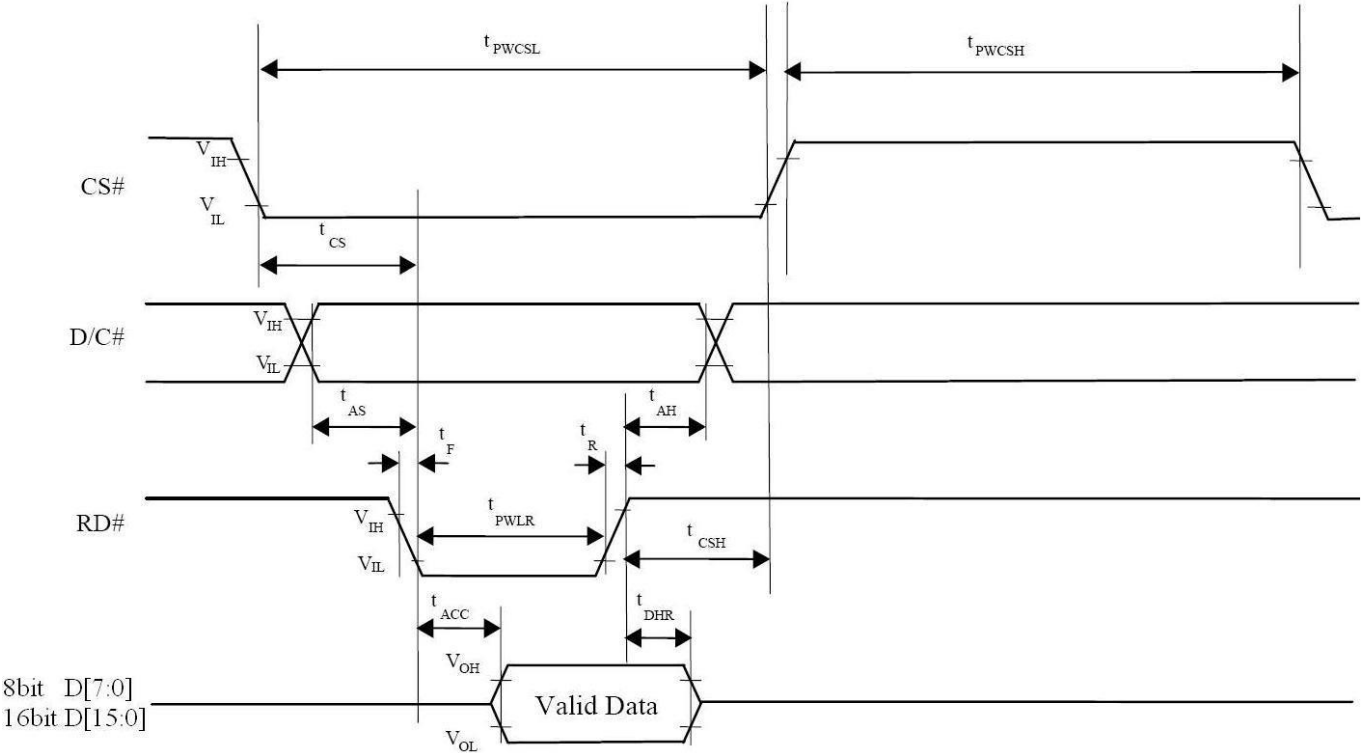 tPWCSL
tPWCSH
VIH
CS#
VIL
tCS
VIH
D/C#
VIL
tAS
tAH
tF
tR
tPWLR
VIH
RD#
tCSH
VIL
tACC
tDHR
VOH
8bit D[7:0]
Valid Data
16bit D[15:0]
VOL